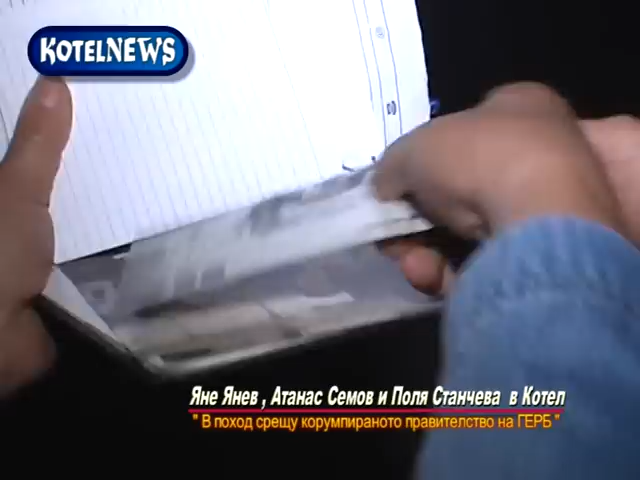 KOTELNEWS
Яне Янев , Атанас Семов и Поля Станчева в Котел
" В поход срещу корумпираното правителство на ГЕРБ "